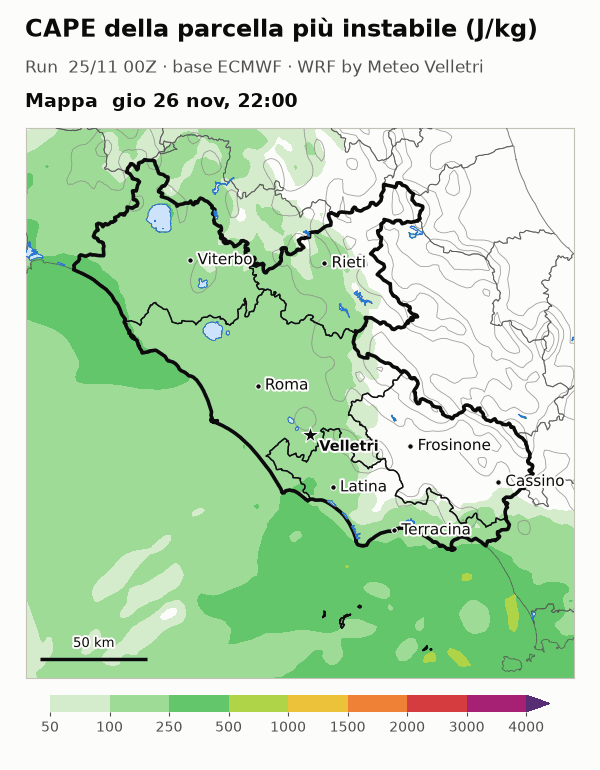 CAPE della parcella più instabile (J/kg)
Run  25/11 00Z · base ECMWF · WRF by Meteo Velletri
Mappa  gio 26 nov, 22:00
Viterbo
Rieti
Roma
Velletri
Frosinone
Cassino
Latina
Terracina
50 km
50 100 250 500 1000 1500 2000 3000 4000